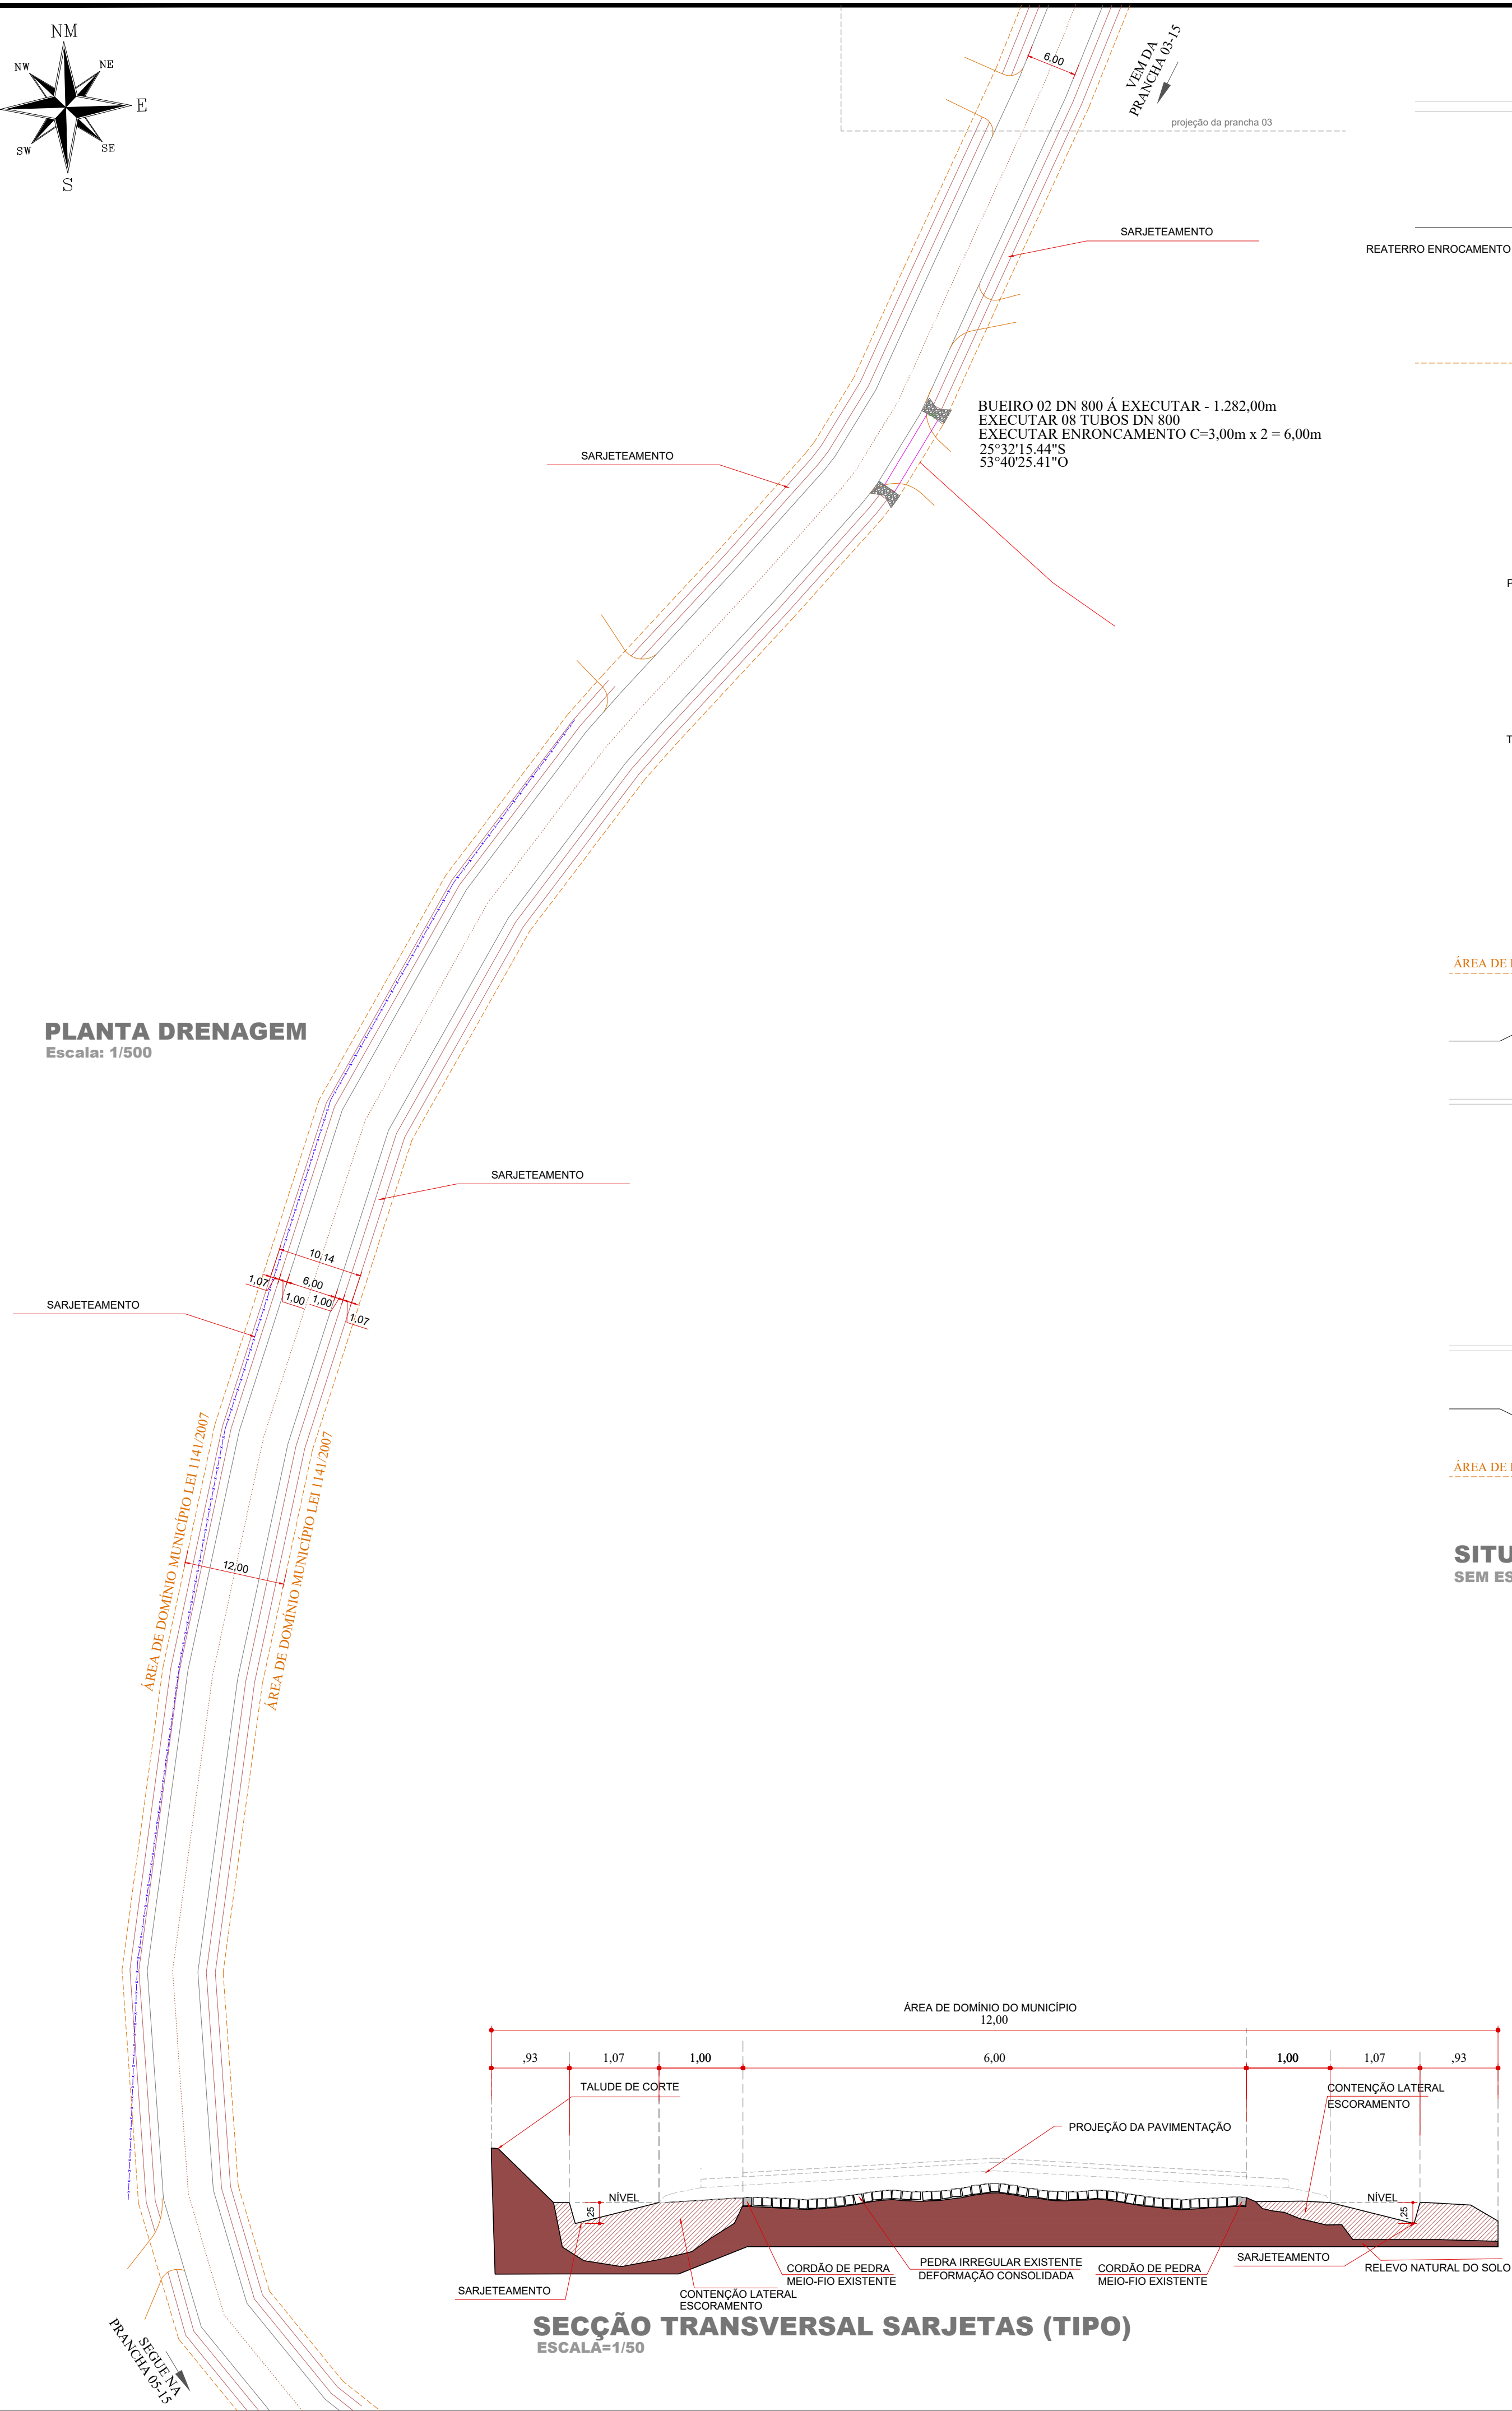 NM
NW
NE
E
SW
SE
S
6,00
VEM DA
PRANCHA 03-15
projeção da prancha 03
SARJETEAMENTO
REATERRO ENROCAMENTO
BUEIRO 02 DN 800 Á EXECUTAR - 1.282,00m
EXECUTAR 08 TUBOS DN 800
EXECUTAR ENRONCAMENTO C=3,00m x 2 = 6,00m
25°32'15.44"S
53°40'25.41"O
SARJETEAMENTO
ÁREA DE
PLANTA DRENAGEM
Escala: 1/500
SARJETEAMENTO
10,14
1,07
6,00
1,00
1,00
1,07
SARJETEAMENTO
ÁREA DE DOMÍNIO MUNICÍPIO LEI 1141/2007
ÁREA DE DOMÍNIO MUNICÍPIO LEI 1141/2007
12,00
ÁREA DE
SITU
SEM ES
ÁREA DE DOMÍNIO DO MUNICÍPIO
12,00
,93
1,07
1,00
6,00
1,00
1,07
,93
TALUDE DE CORTE
CONTENÇÃO LATERAL
ESCORAMENTO
PROJEÇÃO DA PAVIMENTAÇÃO
NÍVEL
,25
NÍVEL
,25
SARJETEAMENTO
CONTENÇÃO LATERAL
ESCORAMENTO
CORDÃO DE PEDRA
MEIO-FIO EXISTENTE
PEDRA IRREGULAR EXISTENTE
DEFORMAÇÃO CONSOLIDADA
CORDÃO DE PEDRA
MEIO-FIO EXISTENTE
SARJETEAMENTO
RELEVO NATURAL DO SOLO
SECÇÃO TRANSVERSAL SARJETAS (TIPO)
ESCALA=1/50
SEGUE NA
PRANCHA 05-15